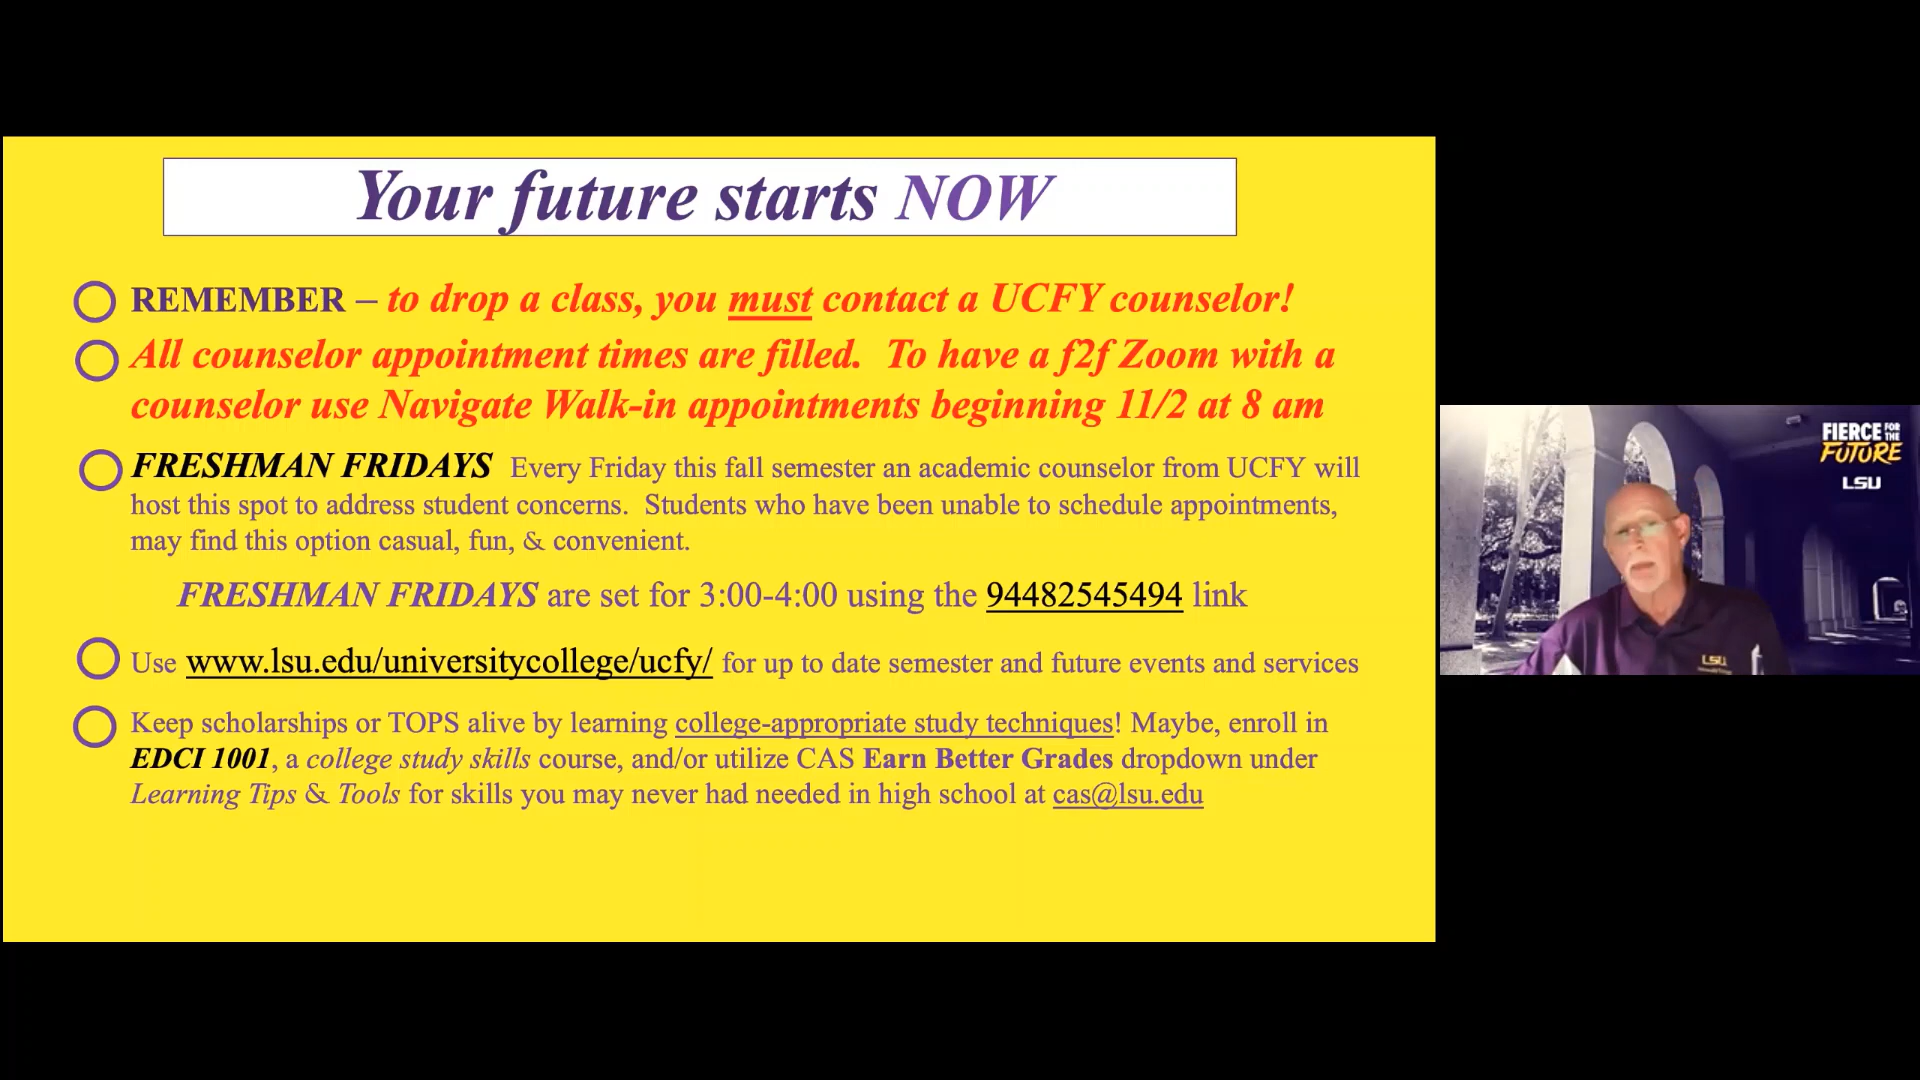 Your future starts NOW
REMEMBER – to drop a class, you must contact a UCFY counselor!
All counselor appointment times are filled.  To have a f2f Zoom with a
counselor use Navigate Walk-in appointments beginning 11/2 at 8 am
FRESHMAN FRIDAYS  Every Friday this fall semester an academic counselor from UCFY will
host this spot to address student concerns.  Students who have been unable to schedule appointments,
may find this option casual, fun, & convenient.
FRESHMAN FRIDAYS are set for 3:00-4:00 using the 94482545494 link
Use www.lsu.edu/universitycollege/ucfy/ for up to date semester and future events and services
Keep scholarships or TOPS alive by learning college-appropriate study techniques! Maybe, enroll in
EDCI 1001, a college study skills course, and/or utilize CAS Earn Better Grades dropdown under
Learning Tips & Tools for skills you may never had needed in high school at cas@lsu.edu
FIERCE FOR THE
FUTURE
LSU
LSU